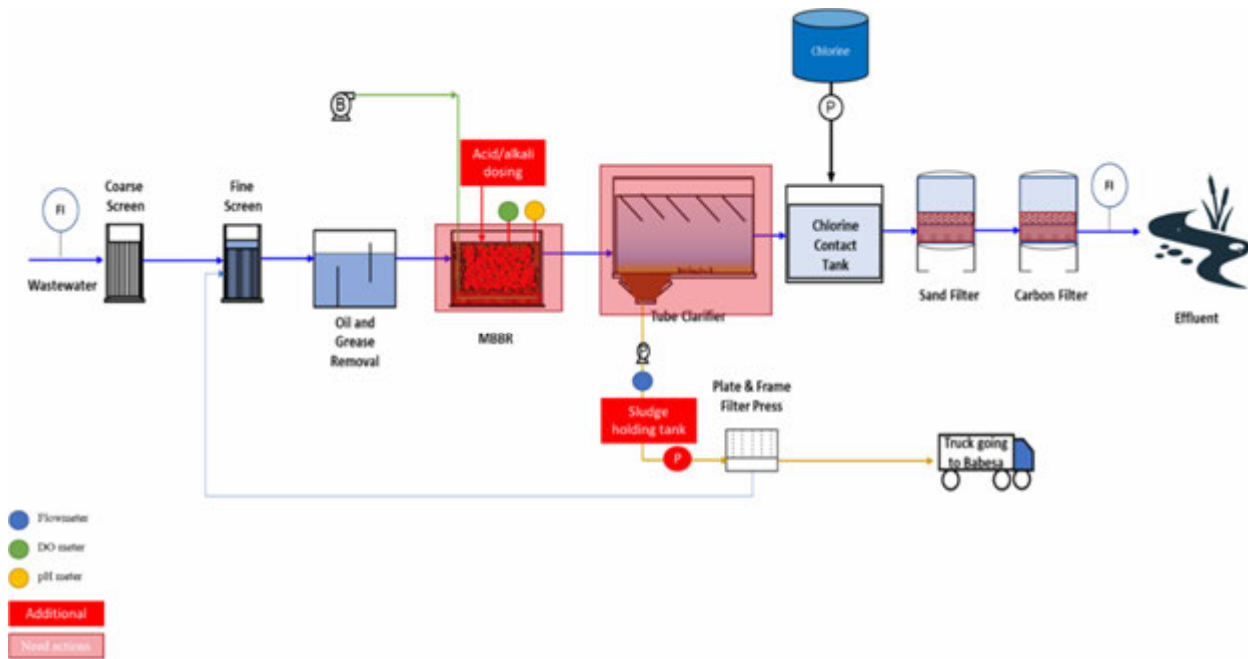 Chlorine
P
B
Acid/alkali
dosing
FI
Coarse
Screen
Fine
Screen
FI
Wastewater
Oil and
Grease
Removal
MBBR
Tube Clarifier
Chlorine
Contact
Tank
Sand Filter
Carbon Filter
Effluent
P
Sludge
holding tank
P
Plate & Frame
Filter Press
Truck going
to Babesa
Flowmeter
DO meter
pH meter
Additional
Need actions